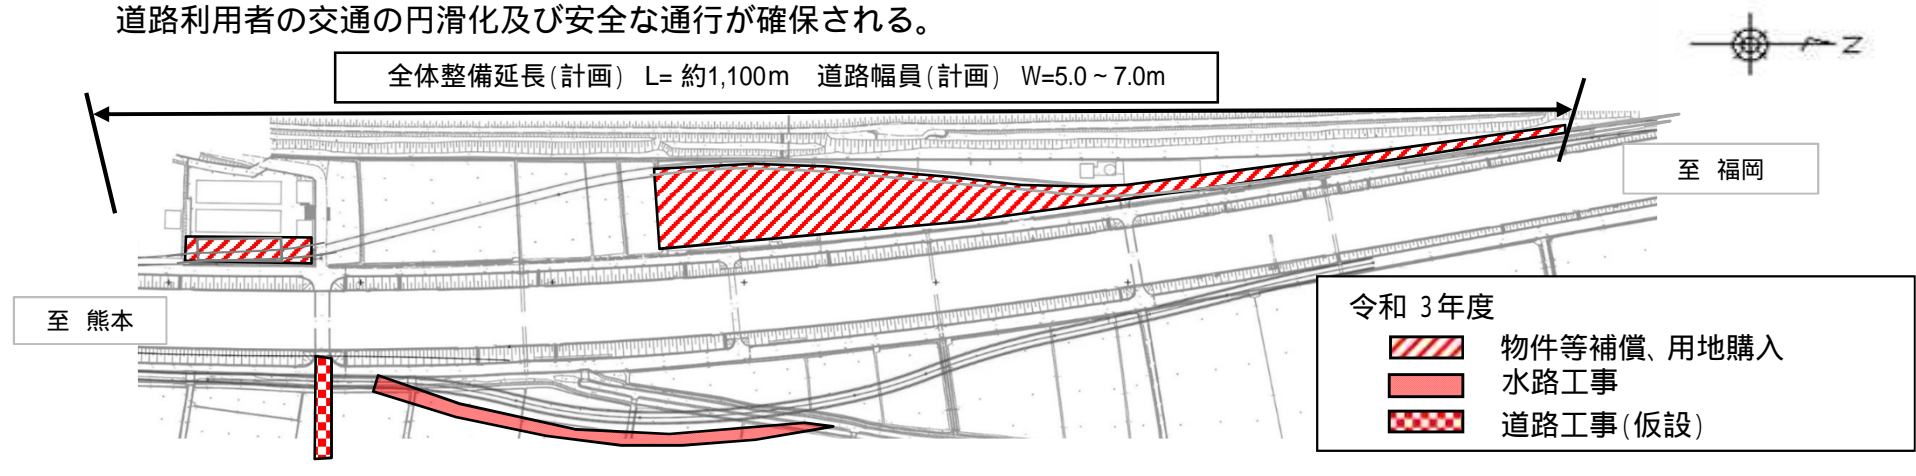 道路利用者の交通の円滑化及び安全な通行が確保される。
全体整備延長(計画) L= 約1,100m 道路幅員(計画) W=5.0~7.0m
Z
至 福岡
至 熊本
令和 3年度
物件等補償、用地購入
水路工事
道路工事(仮設)